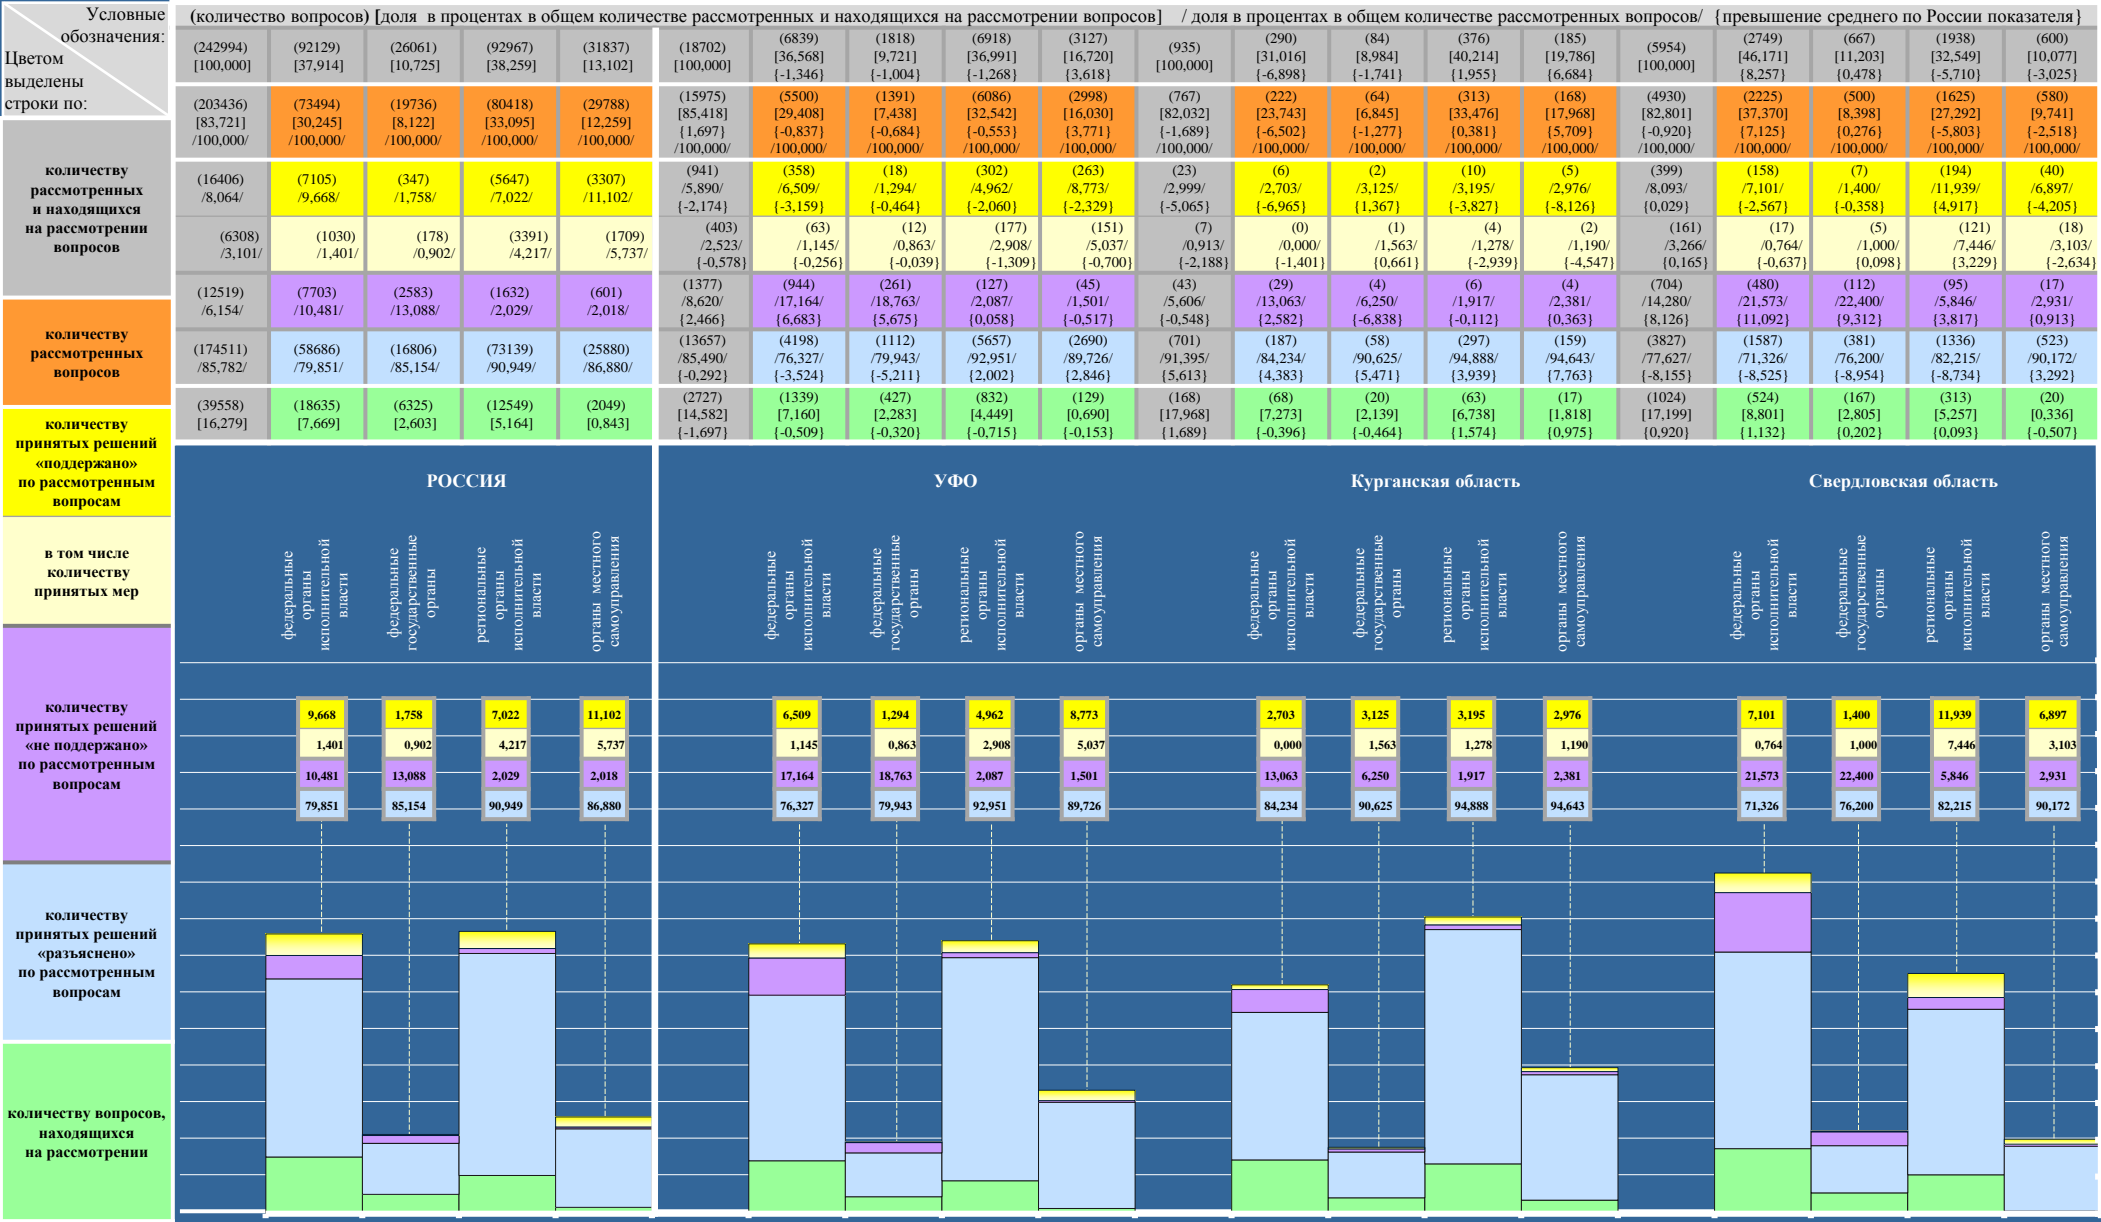 Условные
обозначения:
Цветом
выделены
строки по:
(количество вопросов) [доля в процентах в общем количестве рассмотренных и находящихся на рассмотрении вопросов] / доля в процентах в общем количестве рассмотренных вопросов/ {превышение среднего по России показателя}
(242994) (92129) (26061) (92967) (31837) (18702) (6839) (1818) (6918) (3127) (935) (290) (84) (376) (185) (5954) (2749) (667) (1938) (600)
[100,000] [37,914] [10,725] [38,259] [13,102] [100,000] [36,568] [9,721] [36,991] [16,720] [100,000] [31,016] [8,984] [40,214] [19,786] [100,000] [46,171] [11,203] [32,549] [10,077]
{-1,346} {-1,004} {-1,268} {3,618} {-6,898} {-1,741} {1,955} {6,684} {8,257} {0,478} {-5,710} {-3,025}
(203436) (73494) (19736) (80418) (29788) (15975) (5500) (1391) (6086) (2998) (767) (222) (64) (313) (168) (4930) (2225) (500) (1625) (580)
[83,721] [30,245] [8,122] [33,095] [12,259] [85,418] [29,408] [7,438] [32,542] [16,030] [82,032] [23,743] [6,845] [33,476] [17,968] [82,801] [37,370] [8,398] [27,292] [9,741]
{1,697} {-0,837} {-0,684} {-0,553} {3,771} {-1,689} {-6,502} {-1,277} {0,381} {5,709} {-0,920} {7,125} {0,276} {-5,803} {-2,518}
/100,000/ /100,000/ /100,000/ /100,000/ /100,000/ /100,000/ /100,000/ /100,000/ /100,000/ /100,000/ /100,000/ /100,000/ /100,000/ /100,000/ /100,000/ /100,000/ /100,000/ /100,000/ /100,000/ /100,000/
(16406) (7105) (347) (5647) (3307) (941) (358) (18) (302) (263) (23) (6) (2) (10) (5) (399) (158) (7) (194) (40)
/8,064/ /9,668/ /1,758/ /7,022/ /11,102/ /5,890/ /6,509/ /1,294/ /4,962/ /8,773/ /2,999/ /2,703/ /3,125/ /3,195/ /2,976/ /8,093/ /7,101/ /1,400/ /11,939/ /6,897/
{-2,174} {-3,159} {-0,464} {-2,060} {-2,329} {-5,065} {-6,965} {1,367} {-3,827} {-8,126} {0,029} {-2,567} {-0,358} {4,917} {-4,205}
(6308) (1030) (178) (3391) (1709) (403) (63) (12) (177) (151) (7) (0) (1) (4) (2) (161) (17) (5) (121) (18)
/3,101/ /1,401/ /0,902/ /4,217/ /5,737/ /2,523/ /1,145/ /0,863/ /2,908/ /5,037/ /0,913/ /0,000/ /1,563/ /1,278/ /1,190/ /3,266/ /0,764/ /1,000/ /7,446/ /3,103/
{-0,578} {-0,256} {-0,039} {-1,309} {-0,700} {-2,188} {-1,401} {0,661} {-2,939} {-4,547} {0,165} {-0,637} {0,098} {3,229} {-2,634}
(12519) (7703) (2583) (1632) (601) (1377) (944) (261) (127) (45) (43) (29) (4) (6) (4) (704) (480) (112) (95) (17)
/6,154/ /10,481/ /13,088/ /2,029/ /2,018/ /8,620/ /17,164/ /18,763/ /2,087/ /1,501/ /5,606/ /13,063/ /6,250/ /1,917/ /2,381/ /14,280/ /21,573/ /22,400/ /5,846/ /2,931/
{2,466} {6,683} {5,675} {0,058} {-0,517} {-0,548} {2,582} {-6,838} {-0,112} {0,363} {8,126} {11,092} {9,312} {3,817} {0,913}
(174511) (58686) (16806) (73139) (25880) (13657) (4198) (1112) (5657) (2690) (701) (187) (58) (297) (159) (3827) (1587) (381) (1336) (523)
/85,782/ /79,851/ /85,154/ /90,949/ /86,880/ /85,490/ /76,327/ /79,943/ /92,951/ /89,726/ /91,395/ /84,234/ /90,625/ /94,888/ /94,643/ /77,627/ /71,326/ /76,200/ /82,215/ /90,172/
{-0,292} {-3,524} {-5,211} {2,002} {2,846} {5,613} {4,383} {5,471} {3,939} {7,763} {-8,155} {-8,525} {-8,954} {-8,734} {3,292}
(39558) (18635) (6325) (12549) (2049) (2727) (1339) (427) (832) (129) (168) (68) (20) (63) (17) (1024) (524) (167) (313) (20)
[16,279] [7,669] [2,603] [5,164] [0,843] [14,582] [7,160] [2,283] [4,449] [0,690] [17,968] [7,273] [2,139] [6,738] [1,818] [17,199] [8,801] [2,805] [5,257] [0,336]
{-1,697} {-0,509} {-0,320} {-0,715} {-0,153} {1,689} {-0,396} {-0,464} {1,574} {0,975} {0,920} {1,132} {0,202} {0,093} {-0,507}
количеству
рассмотренных
и находящихся
на рассмотрении
вопросов
количеству
рассмотренных
вопросов
количеству
принятых решений
«поддержано»
по рассмотренным
вопросам
в том числе
количеству
принятых мер
количеству
принятых решений
«не поддержано»
по рассмотренным
вопросам
количеству
принятых решений
«разъяснено»
по рассмотренным
вопросам
количеству вопросов,
находящихся
на рассмотрении
РОССИЯ УФО Курганская область Свердловская область
федеральные
органы
исполнительной
власти
федеральные
государственные
органы
региональные
органы
исполнительной
власти
органы местного
самоуправления
федеральные
органы
исполнительной
власти
федеральные
государственные
органы
региональные
органы
исполнительной
власти
органы местного
самоуправления
федеральные
органы
исполнительной
власти
федеральные
государственные
органы
региональные
органы
исполнительной
власти
органы местного
самоуправления
федеральные
органы
исполнительной
власти
федеральные
государственные
органы
региональные
органы
исполнительной
власти
органы местного
самоуправления
9,668 1,758 7,022 11,102 6,509 1,294 4,962 8,773 2,703 3,125 3,195 2,976 7,101 1,400 11,939 6,897
1,401 0,902 4,217 5,737 1,145 0,863 2,908 5,037 0,000 1,563 1,278 1,190 0,764 1,000 7,446 3,103
10,481 13,088 2,029 2,018 17,164 18,763 2,087 1,501 13,063 6,250 1,917 2,381 21,573 22,400 5,846 2,931
79,851 85,154 90,949 86,880 76,327 79,943 92,951 89,726 84,234 90,625 94,888 94,643 71,326 76,200 82,215 90,172